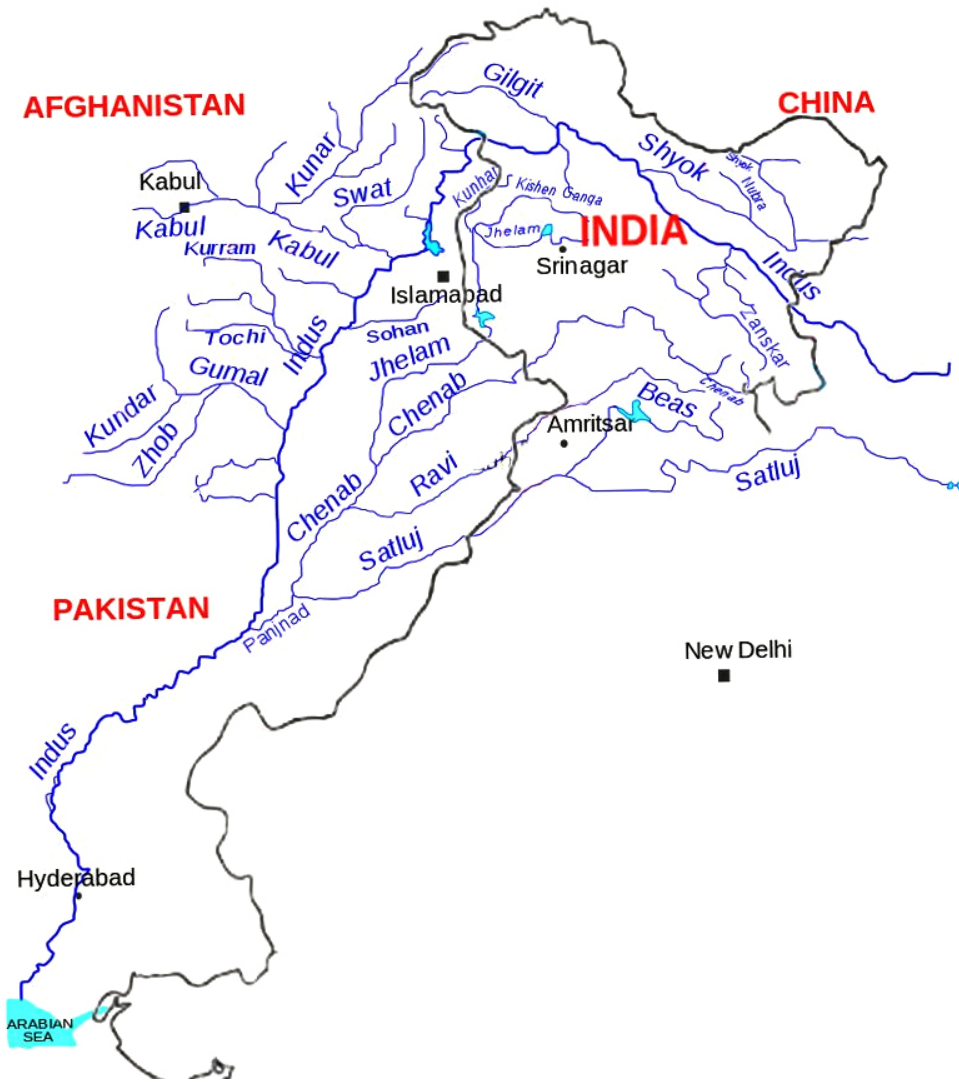 Gilgit
AFGHANISTAN
CHINA
Shyok
Shyok
Nubra
Kunar
Kabul
Swat
Kunhar
Kishen Ganga
Kabul
Kurram
Kabul
Jhelam
INDIA
Srinagar
Indus
Islamabad
Zanskar
Sohan
Tochi
Indus
Jhelam
Gumal
Chenab
Chenab
Kundar
Beas
Zhob
Amritsar
Ravi
Satluj
Chenab
Satluj
PAKISTAN
Panjnad
New Delhi
Indus
Hyderabad
ARABIAN
SEA